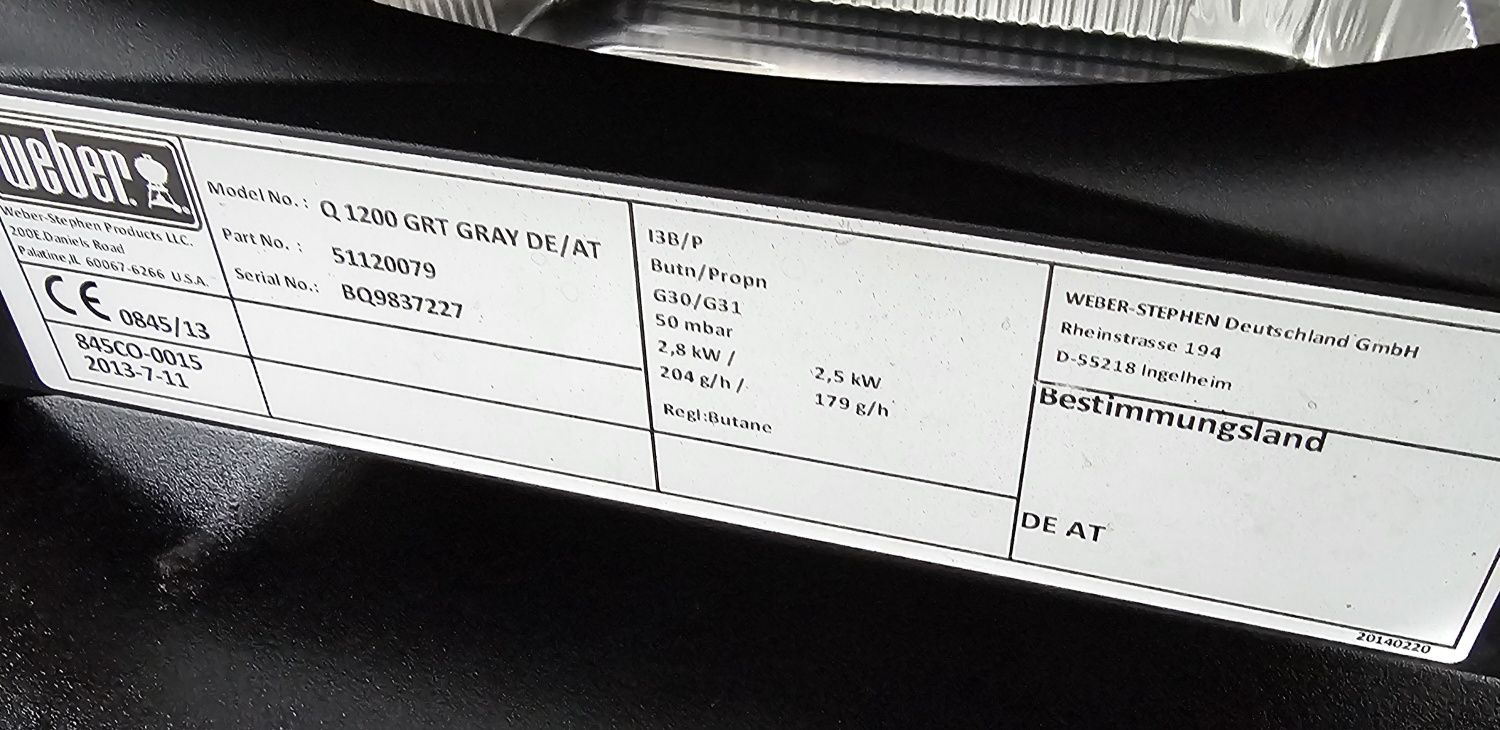 weber.
Weber-Stephen Products LLC.
200E.Daniels Road
Palatine,IL 60067-6266 U.S.A.
CE 0845/13
845CO-0015
2013-7-11
Model No.: Q 1200 GRT GRAY DE/AT
Part No. : 51120079
Serial No.: BQ9837227
I3B/P
Butn/Propn
G30/G31
50 mbar
2,8 kW / 2,5 kW
204 g/h / 179 g/h
Regl:Butane
WEBER-STEPHEN Deutschland GmbH
Rheinstrasse 194
D-55218 Ingelheim
Bestimmungsland
DE AT
20140220